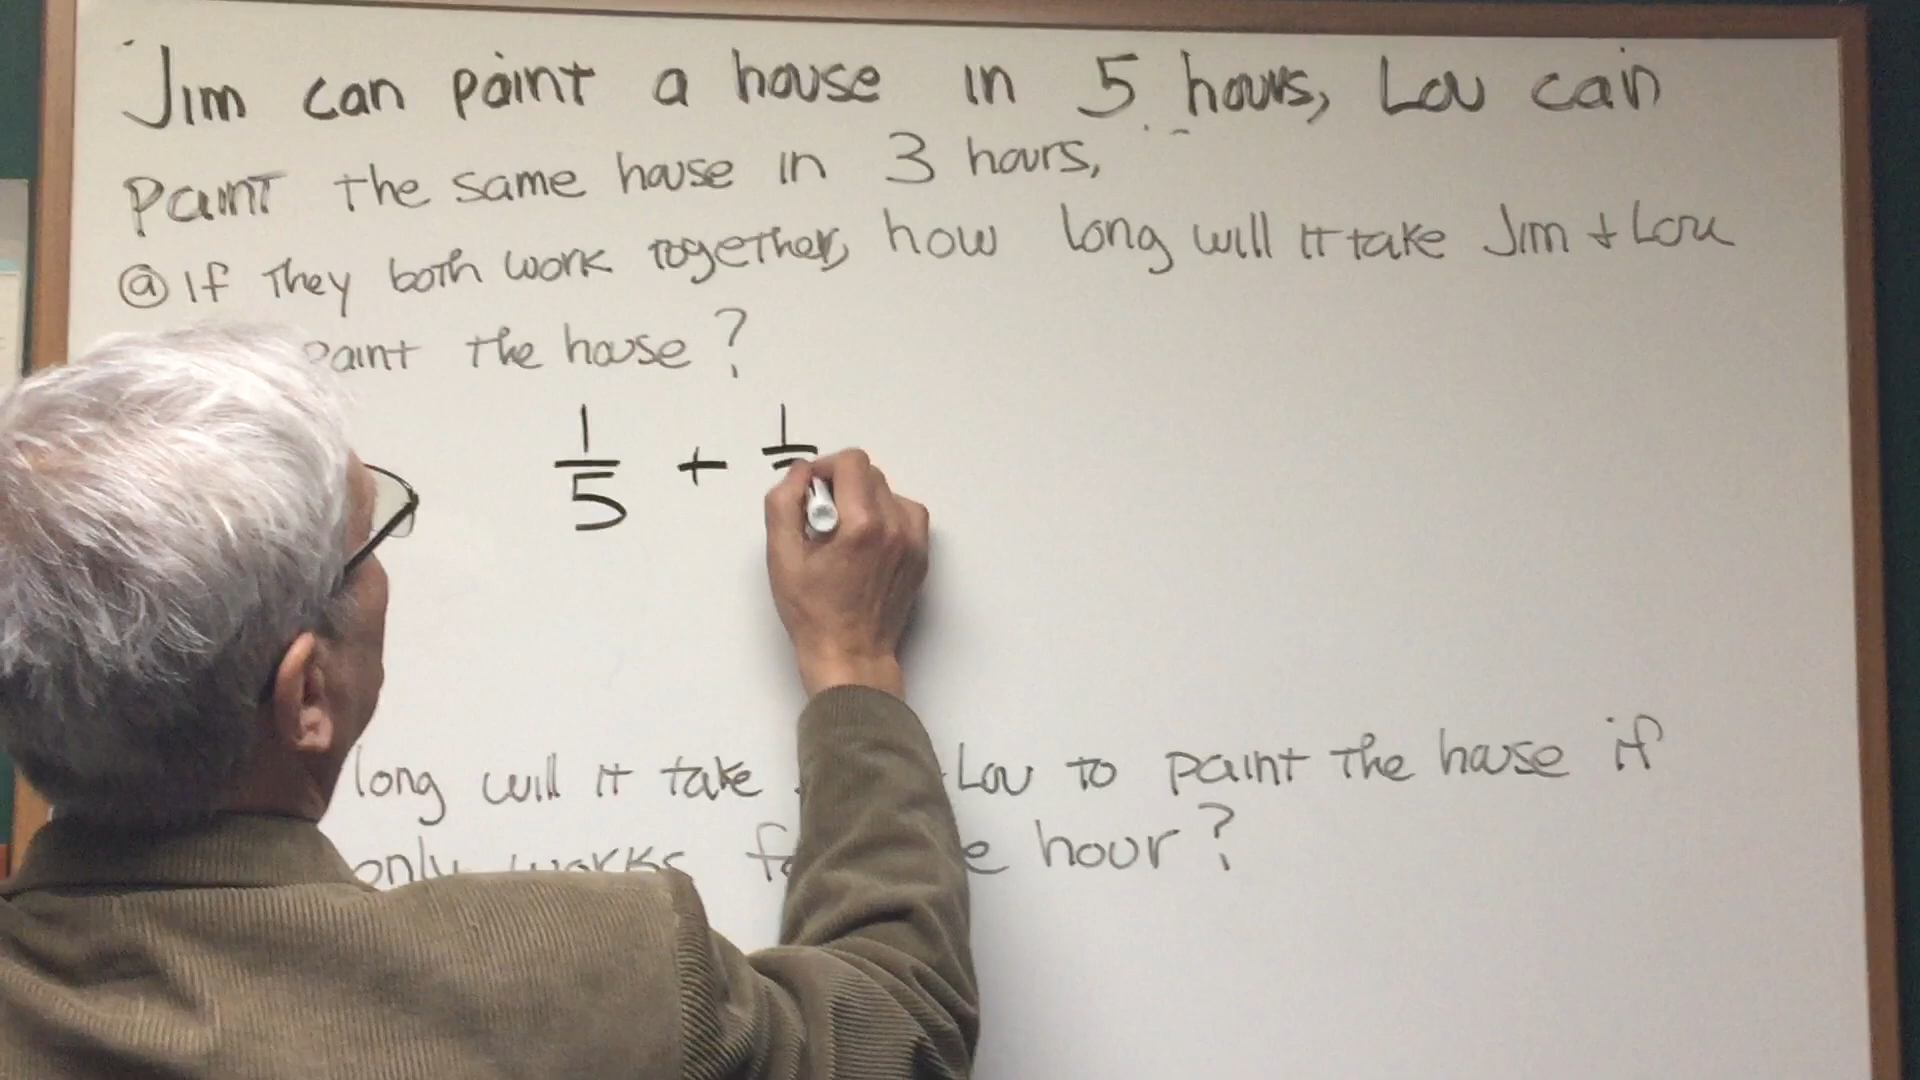 Jim can paint a house in 5 hours, Lou can
paint the same house in 3 hours,
ⓐ If they both work together, how long will it take Jim + Lou
paint the house?
1/5 + 1/
long will it take Lou to paint the house if
only works hour?